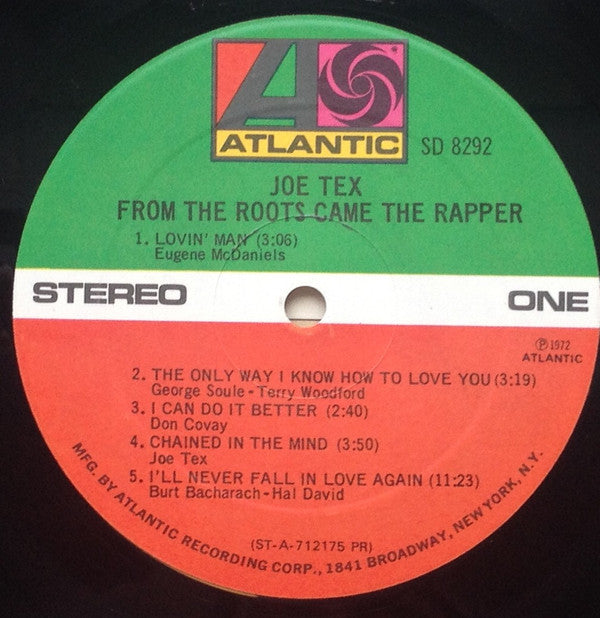 ATLANTIC
SD 8292
JOE TEX
FROM THE ROOTS CAME THE RAPPER
1. LOVIN' MAN (3:06)
Eugene McDaniels
STEREO
ONE
Ⓟ1972
ATLANTIC
2. THE ONLY WAY I KNOW HOW TO LOVE YOU (3:19)
George Soule - Terry Woodford
3. I CAN DO IT BETTER (2:40)
Don Covay
4. CHAINED IN THE MIND (3:50)
Joe Tex
5. I'LL NEVER FALL IN LOVE AGAIN (11:23)
Burt Bacharach-Hal David
(ST-A-712175 PR)
MFG. BY ATLANTIC RECORDING CORP., 1841 BROADWAY, NEW YORK, N.Y.